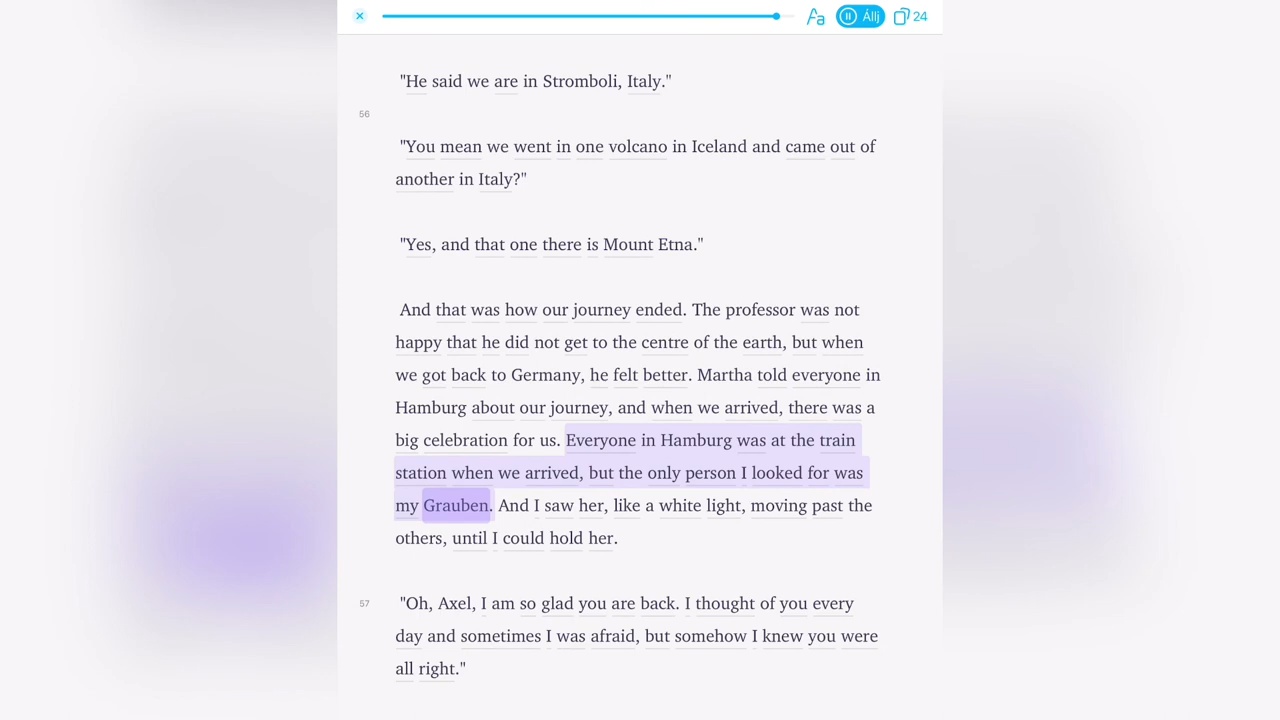 Aa Állj 24
"He said we are in Stromboli, Italy."
56
"You mean we went in one volcano in Iceland and came out of
another in Italy?"
"Yes, and that one there is Mount Etna."
And that was how our journey ended. The professor was not
happy that he did not get to the centre of the earth, but when
we got back to Germany, he felt better. Martha told everyone in
Hamburg about our journey, and when we arrived, there was a
big celebration for us. Everyone in Hamburg was at the train
station when we arrived, but the only person I looked for was
my Grauben. And I saw her, like a white light, moving past the
others, until I could hold her.
57
"Oh, Axel, I am so glad you are back. I thought of you every
day and sometimes I was afraid, but somehow I knew you were
all right."